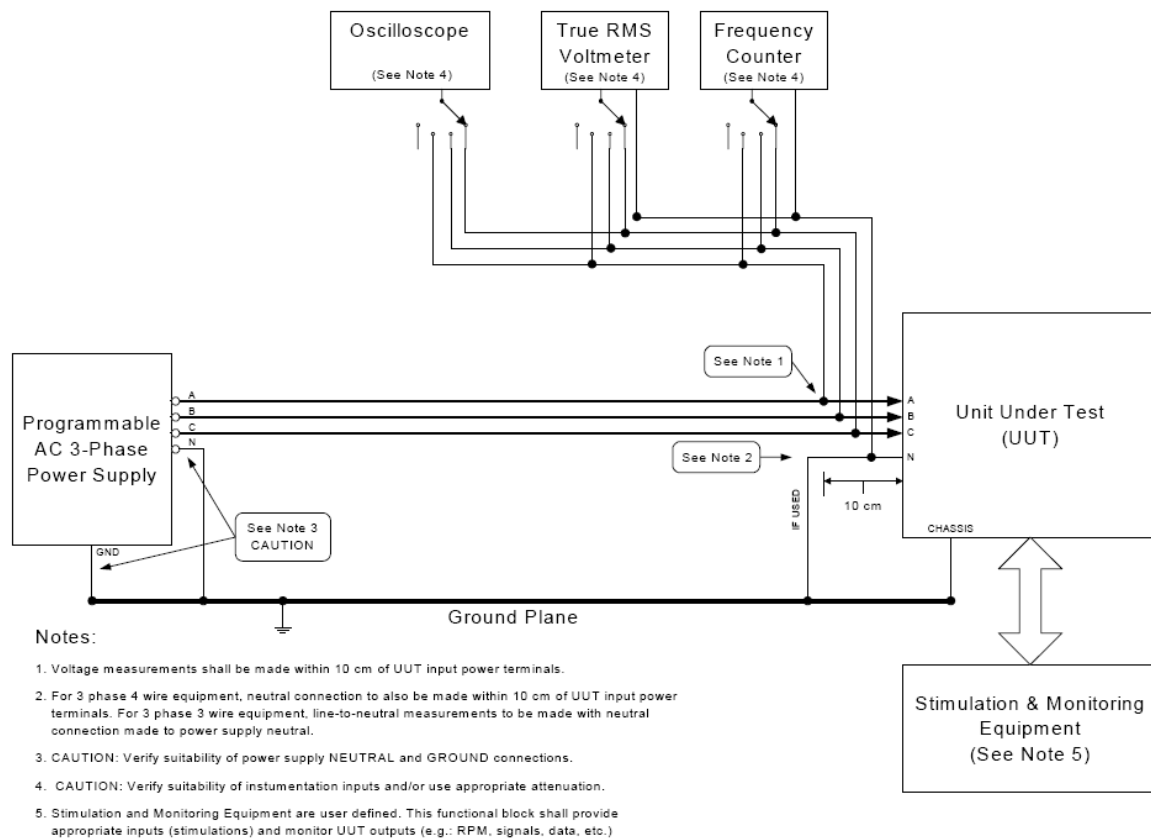 Oscilloscope
(See Note 4)
True RMS
Voltmeter
(See Note 4)
Frequency
Counter
(See Note 4)
Programmable
AC 3-Phase
Power Supply
A
B
C
N
GND
See Note 1
See Note 2
See Note 3
CAUTION
A
B
C
N
Unit Under Test
(UUT)
10 cm
IF USED
CHASSIS
Ground Plane
Stimulation & Monitoring
Equipment
(See Note 5)
Notes:
1. Voltage measurements shall be made within 10 cm of UUT input power terminals.
2. For 3 phase 4 wire equipment, neutral connection to also be made within 10 cm of UUT input power
terminals. For 3 phase 3 wire equipment, line-to-neutral measurements to be made with neutral
connection made to power supply neutral.
3. CAUTION: Verify suitability of power supply NEUTRAL and GROUND connections.
4. CAUTION: Verify suitability of instumentation inputs and/or use appropriate attenuation.
5. Stimulation and Monitoring Equipment are user defined. This functional block shall provide
appropriate inputs (stimulations) and monitor UUT outputs (e.g.: RPM, signals, data, etc.)